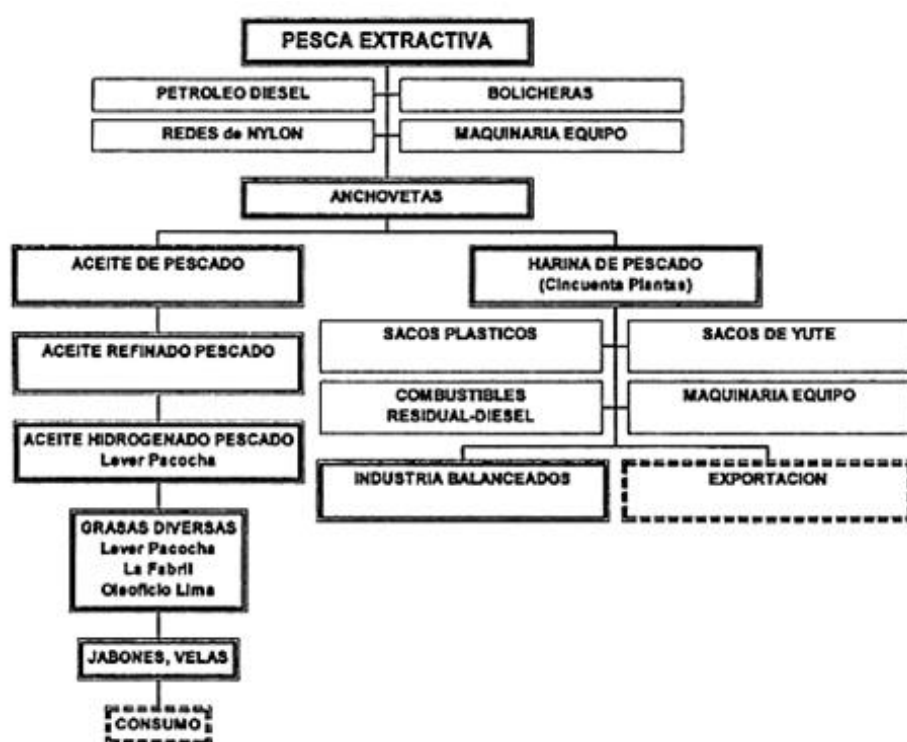 PESCA EXTRACTIVA
PETROLEO DIESEL
BOLICHERAS
REDES de NYLON
MAQUINARIA EQUIPO
ANCHOVETAS
ACEITE DE PESCADO
HARINA DE PESCADO
(Cincuenta Plantas)
SACOS PLASTICOS
SACOS DE YUTE
ACEITE REFINADO PESCADO
COMBUSTIBLES
RESIDUAL-DIESEL
MAQUINARIA EQUIPO
ACEITE HIDROGENADO PESCADO
Lever Pacocha
INDUSTRIA BALANCEADOS
EXPORTACION
GRASAS DIVERSAS
Lever Pacocha
La Fabril
Oleoficio Lima
JABONES, VELAS
CONSUMO